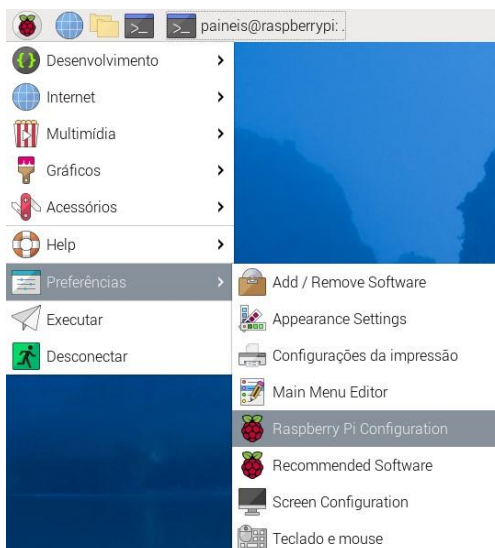 paineis@raspberrypi: .
Desenvolvimento
Internet
Multimídia
Gráficos
Acessórios
Help
Preferências
Executar
Desconectar
Add / Remove Software
Appearance Settings
Configurações da impressão
Main Menu Editor
Raspberry Pi Configuration
Recommended Software
Screen Configuration
Teclado e mouse